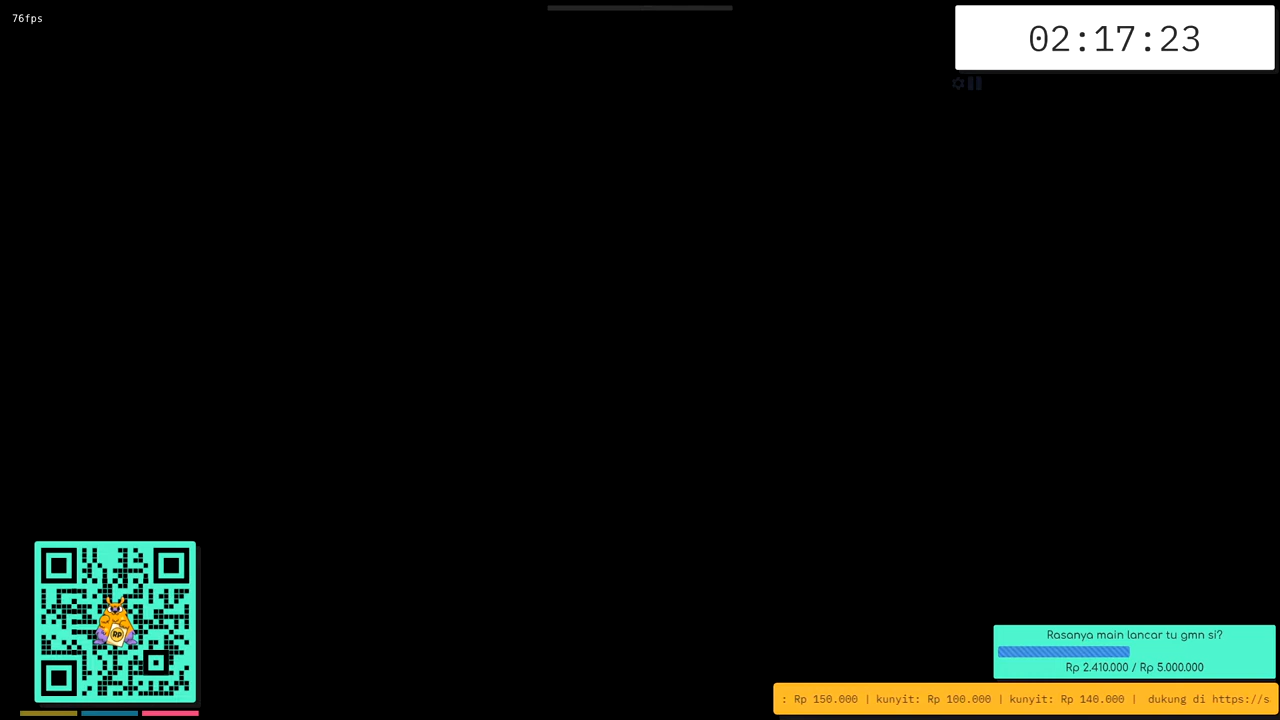 76fps
02:17:23
RP
Rasanya main lancar tu gmn si?
Rp 2.410.000 / Rp 5.000.000
: Rp 150.000 | kunyit: Rp 100.000 | kunyit: Rp 140.000 | dukung di https://s